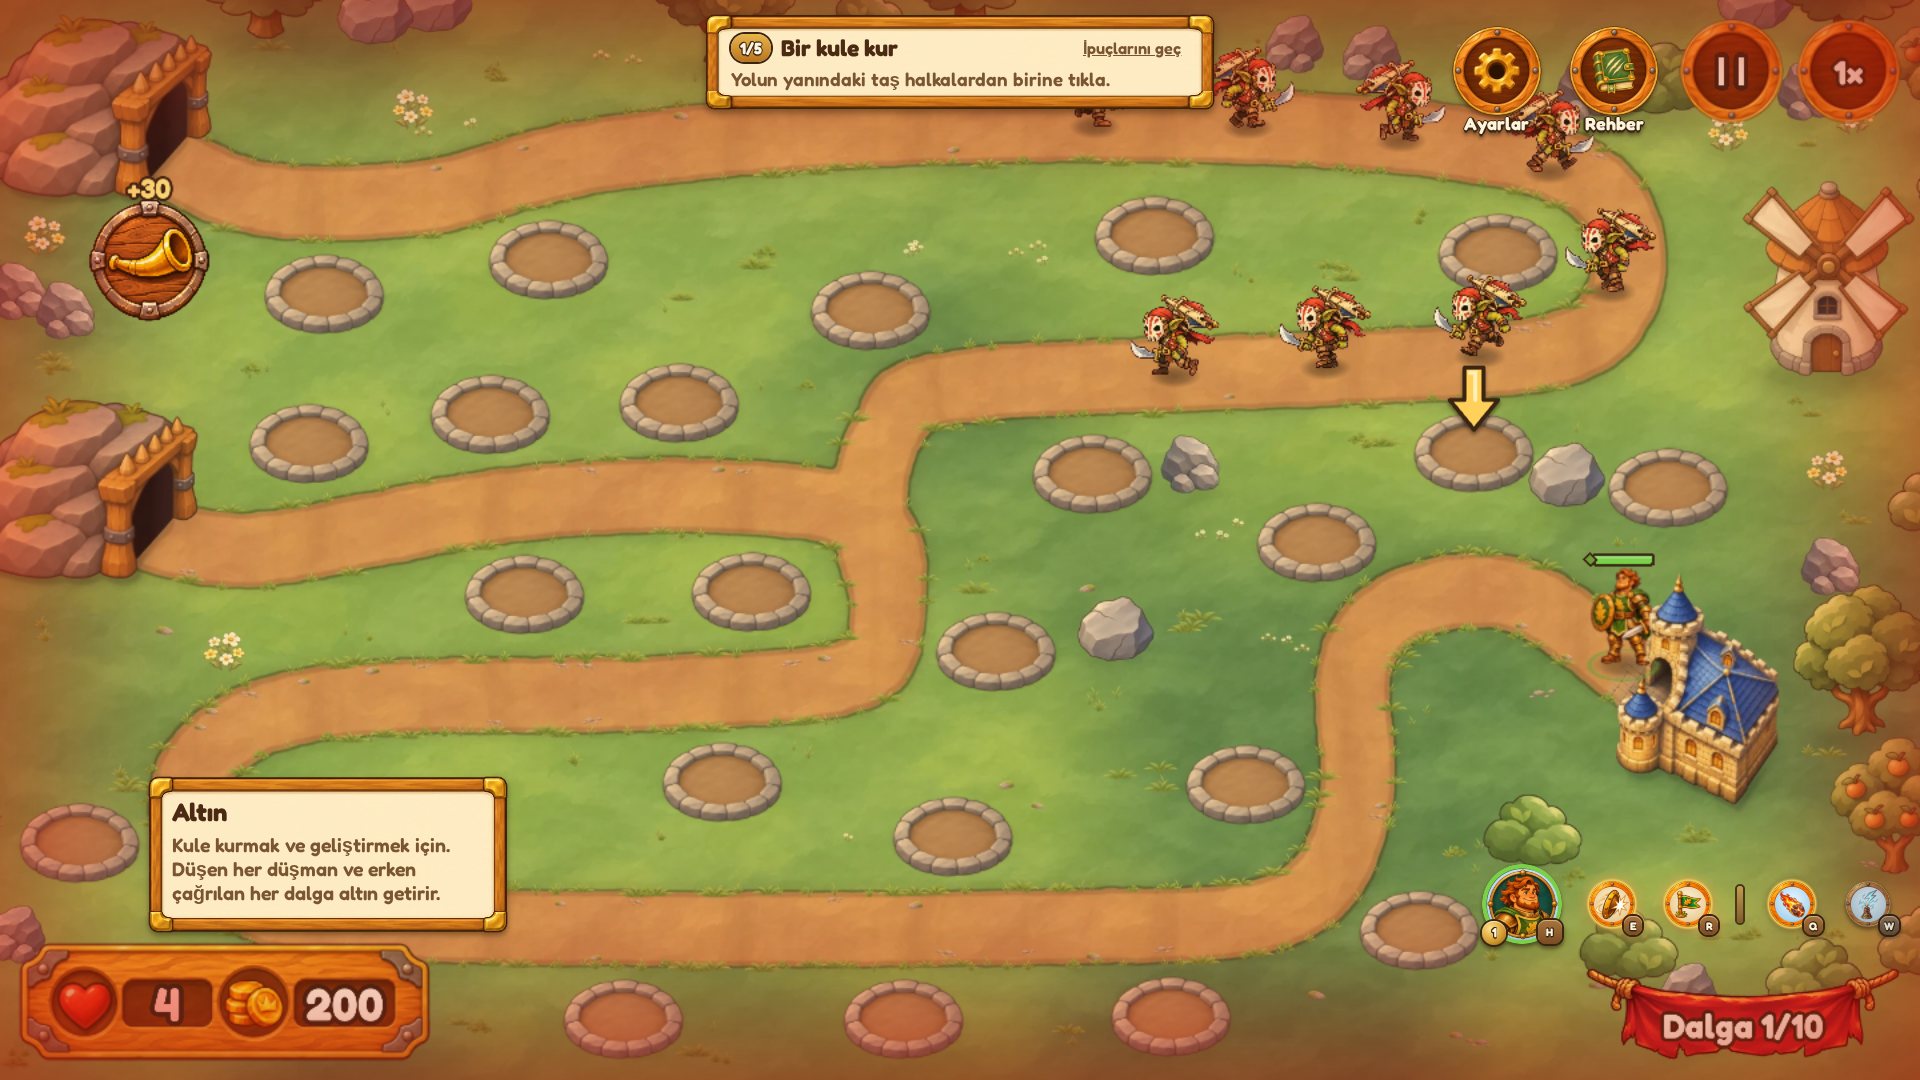 1/5 Bir kule kur İpuçlarını geç
Yolun yanındaki taş halkalardan birine tıkla.
Ayarlar
Rehber
1x
+30
Altın
Kule kurmak ve geliştirmek için.
Düşen her düşman ve erken
çağrılan her dalga altın getirir.
1
H
E
R
Q
W
4
200
Dalga 1/10